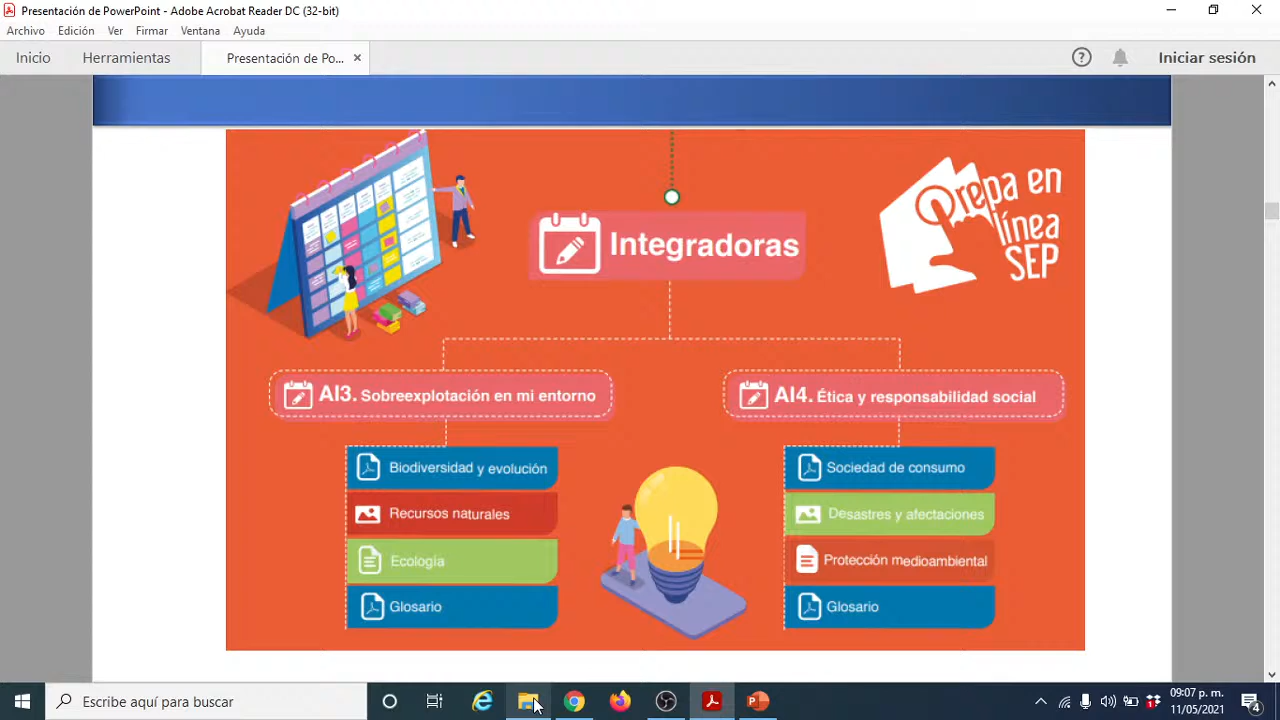 Presentación de PowerPoint - Adobe Acrobat Reader DC (32-bit)
Archivo Edición Ver Firmar Ventana Ayuda
Inicio Herramientas Presentación de Po... Iniciar sesión
Prepa en
línea
SEP
Integradoras
AI3. Sobreexplotación en mi entorno
AI4. Ética y responsabilidad social
Biodiversidad y evolución
Recursos naturales
Ecología
Glosario
Sociedad de consumo
Desastres y afectaciones
Protección medioambiental
Glosario
Escribe aquí para buscar
09:07 p. m.
11/05/2021
4